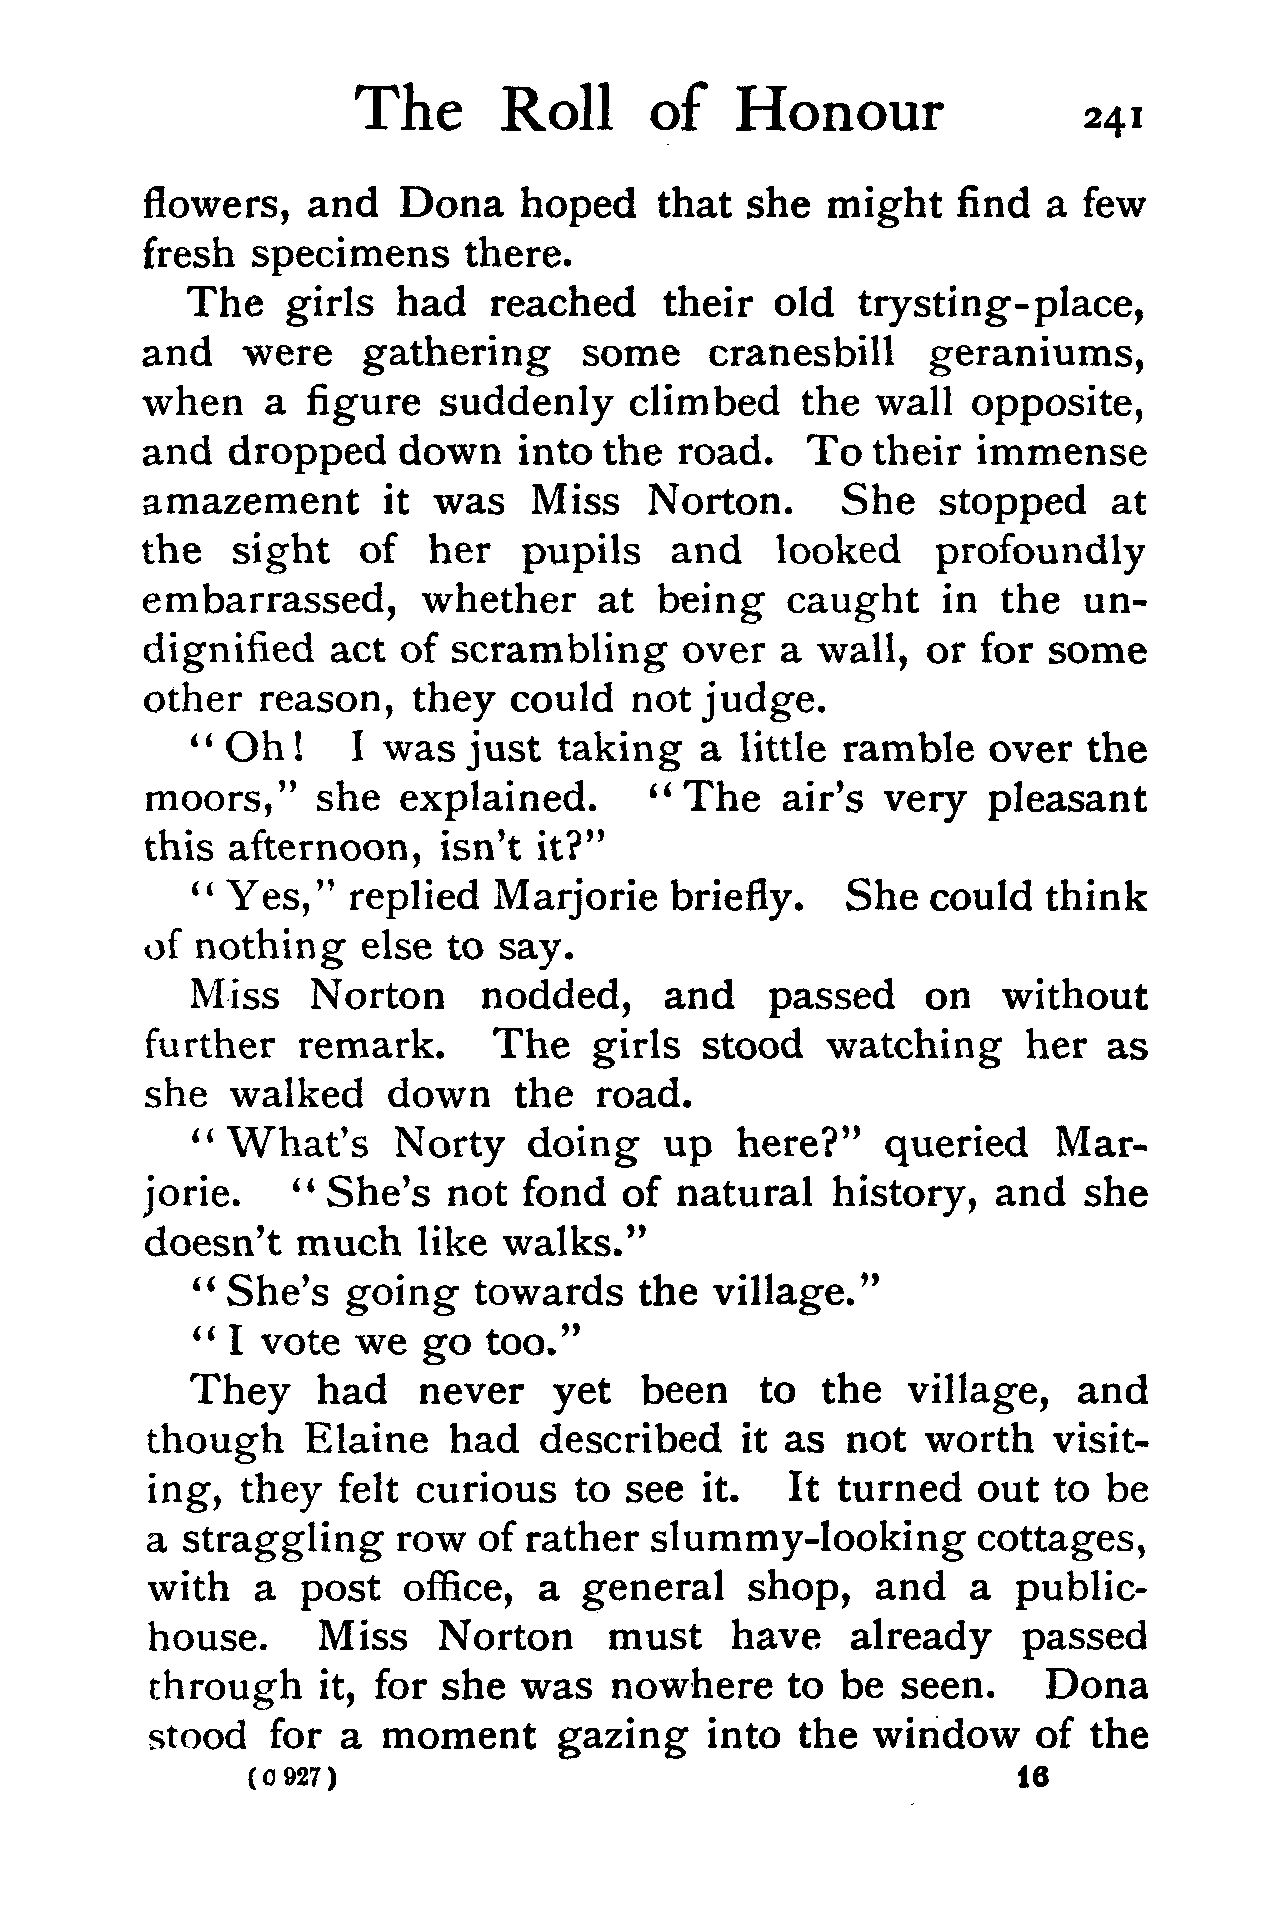 The Roll of Honour 241
flowers, and Dona hoped that she might find a few
fresh specimens there.
The girls had reached their old trysting-place,
and were gathering some cranesbill geraniums,
when a figure suddenly climbed the wall opposite,
and dropped down into the road. To their immense
amazement it was Miss Norton. She stopped at
the sight of her pupils and looked profoundly
embarrassed, whether at being caught in the un-
dignified act of scrambling over a wall, or for some
other reason, they could not judge.
"Oh! I was just taking a little ramble over the
moors," she explained. "The air's very pleasant
this afternoon, isn't it?"
"Yes," replied Marjorie briefly. She could think
of nothing else to say.
Miss Norton nodded, and passed on without
further remark. The girls stood watching her as
she walked down the road.
"What's Norty doing up here?" queried Mar-
jorie. "She's not fond of natural history, and she
doesn't much like walks."
"She's going towards the village."
"I vote we go too."
They had never yet been to the village, and
though Elaine had described it as not worth visit-
ing, they felt curious to see it. It turned out to be
a straggling row of rather slummy-looking cottages,
with a post office, a general shop, and a public-
house. Miss Norton must have already passed
through it, for she was nowhere to be seen. Dona
stood for a moment gazing into the window of the
(C 927) 16